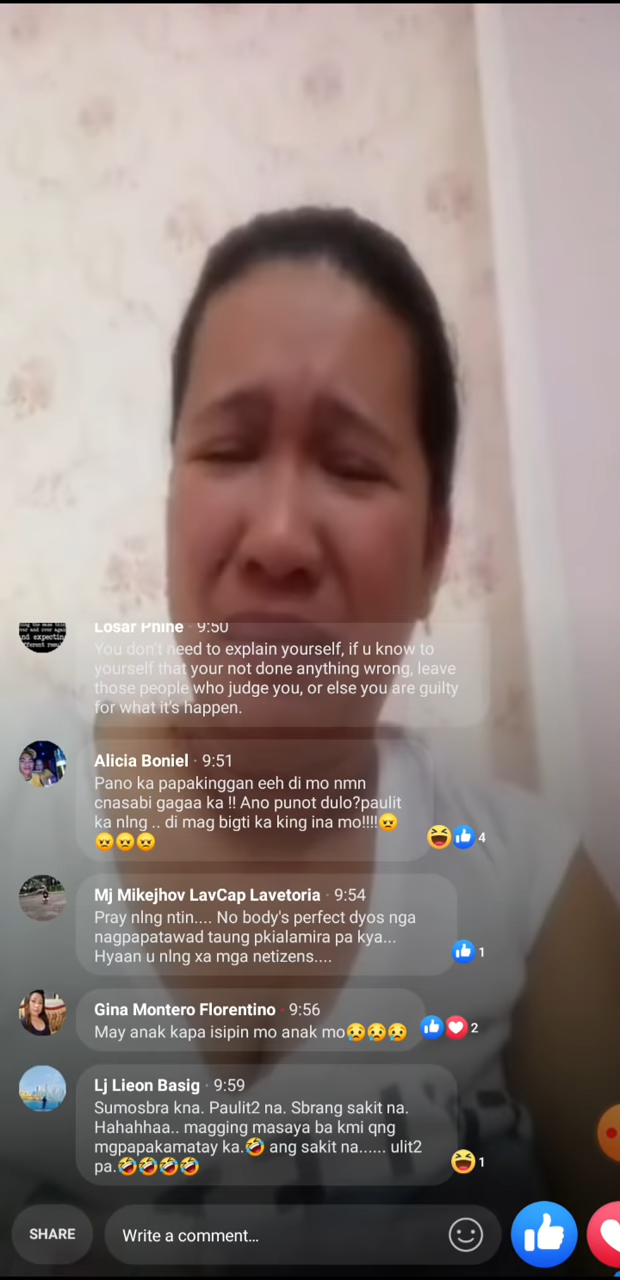 Losar Phine · 9:50
You don't need to explain yourself, if u know to
yourself that your not done anything wrong, leave
those people who judge you, or else you are guilty
for what it's happen.
Alicia Boniel · 9:51
Pano ka papakinggan eeh di mo nmn
cnasabi gagaa ka !! Ano punot dulo?paulit
ka nlng .. di mag bigti ka king ina mo!!!!😠
😠😠😠
4
Mj Mikejhov LavCap Lavetoria · 9:54
Pray nlng ntin.... No body's perfect dyos nga
nagpapatawad taung pkialamira pa kya...
Hyaan u nlng xa mga netizens....
1
Gina Montero Florentino · 9:56
May anak kapa isipin mo anak mo😥😥😥
2
Lj Lieon Basig · 9:59
Sumosbra kna. Paulit2 na. Sbrang sakit na.
Hahahhaa.. magging masaya ba kmi qng
mgpapakamatay ka.🤣 ang sakit na...... ulit2
pa.🤣🤣🤣🤣
1
SHARE
Write a comment...